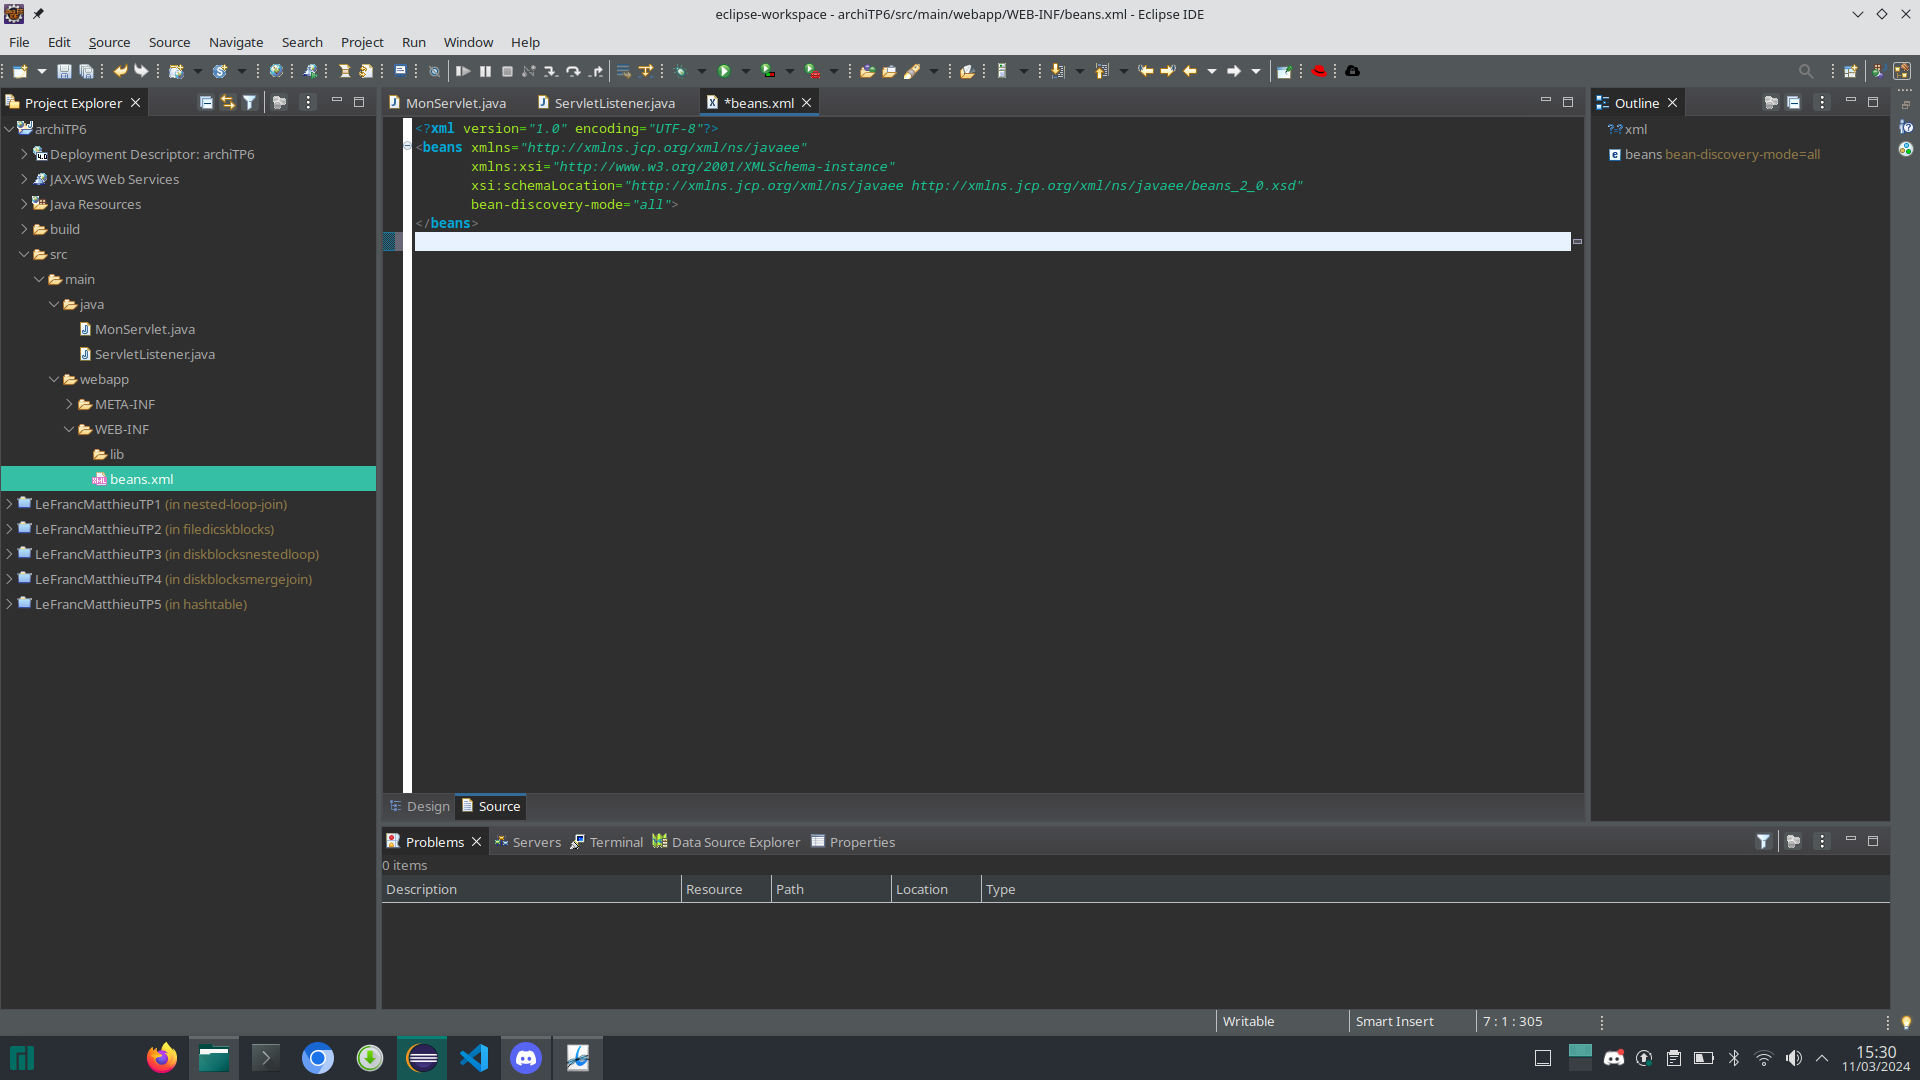 eclipse-workspace - archiTP6/src/main/webapp/WEB-INF/beans.xml - Eclipse IDE
File Edit Source Source Navigate Search Project Run Window Help
Project Explorer
archiTP6
Deployment Descriptor: archiTP6
JAX-WS Web Services
Java Resources
build
src
main
java
MonServlet.java
ServletListener.java
webapp
META-INF
WEB-INF
lib
beans.xml
LeFrancMatthieuTP1 (in nested-loop-join)
LeFrancMatthieuTP2 (in filedicskblocks)
LeFrancMatthieuTP3 (in diskblocksnestedloop)
LeFrancMatthieuTP4 (in diskblocksmergejoin)
LeFrancMatthieuTP5 (in hashtable)
MonServlet.java ServletListener.java *beans.xml
<?xml version="1.0" encoding="UTF-8"?>
<beans xmlns="http://xmlns.jcp.org/xml/ns/javaee"
xmlns:xsi="http://www.w3.org/2001/XMLSchema-instance"
xsi:schemaLocation="http://xmlns.jcp.org/xml/ns/javaee http://xmlns.jcp.org/xml/ns/javaee/beans_2_0.xsd"
bean-discovery-mode="all">
</beans>
Design Source
Outline
xml
beans bean-discovery-mode=all
Problems Servers Terminal Data Source Explorer Properties
0 items
Description Resource Path Location Type
Writable Smart Insert 7 : 1 : 305
15:30
11/03/2024